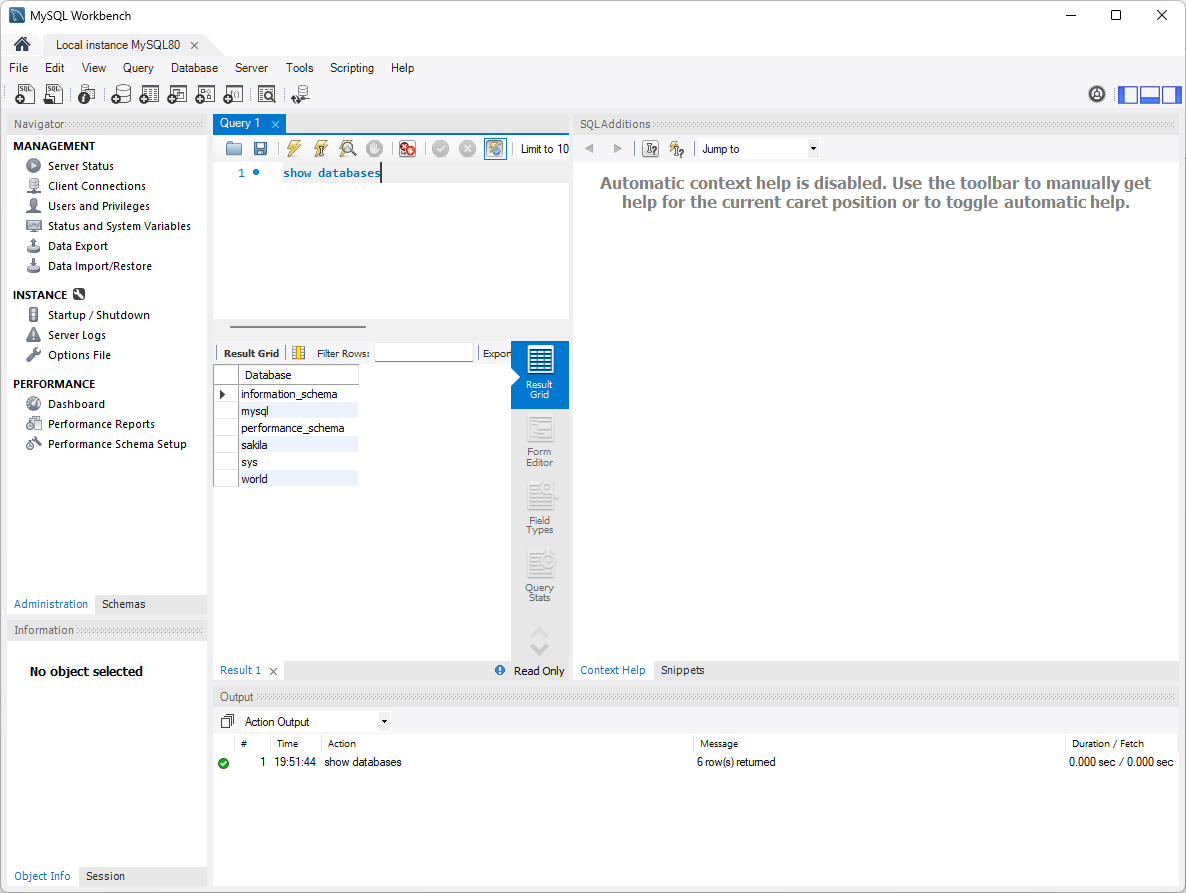 MySQL Workbench
Local instance MySQL80
File Edit View Query Database Server Tools Scripting Help
Navigator
MANAGEMENT
Server Status
Client Connections
Users and Privileges
Status and System Variables
Data Export
Data Import/Restore
INSTANCE
Startup / Shutdown
Server Logs
Options File
PERFORMANCE
Dashboard
Performance Reports
Performance Schema Setup
Administration Schemas
Information
No object selected
Object Info Session
Query 1
Limit to 10
1 show databases
Result Grid Filter Rows: Expor
Database
information_schema
mysql
performance_schema
sakila
sys
world
Result
Grid
Form
Editor
Field
Types
Query
Stats
Result 1 Read Only
SQLAdditions
Jump to
Automatic context help is disabled. Use the toolbar to manually get
help for the current caret position or to toggle automatic help.
Context Help Snippets
Output
Action Output
# Time Action Message Duration / Fetch
1 19:51:44 show databases 6 row(s) returned 0.000 sec / 0.000 sec